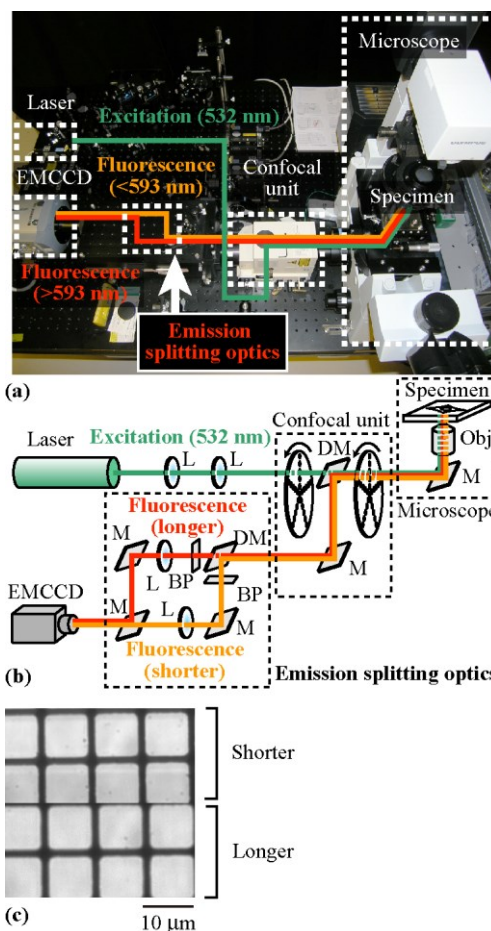 Microscope
Laser
Excitation (532 nm)
EMCCD
Fluorescence
(<593 nm)
Confocal
unit
Specimen
Fluorescence
(>593 nm)
Emission
splitting optics
(a)
Specimen
Confocal unit
Laser
Excitation (532 nm)
DM
Obj
L
L
M
Microscope
Fluorescence
(longer)
M
DM
L
BP
M
EMCCD
M
L
BP
M
Fluorescence
(shorter)
(b)
Emission splitting optics
Shorter
Longer
(c)
10 μm